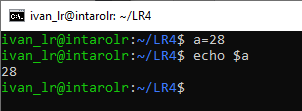 ivan_lr@intarolr: ~/LR4
ivan_lr@intarolr:~/LR4$ a=28
ivan_lr@intarolr:~/LR4$ echo $a
28
ivan_lr@intarolr:~/LR4$